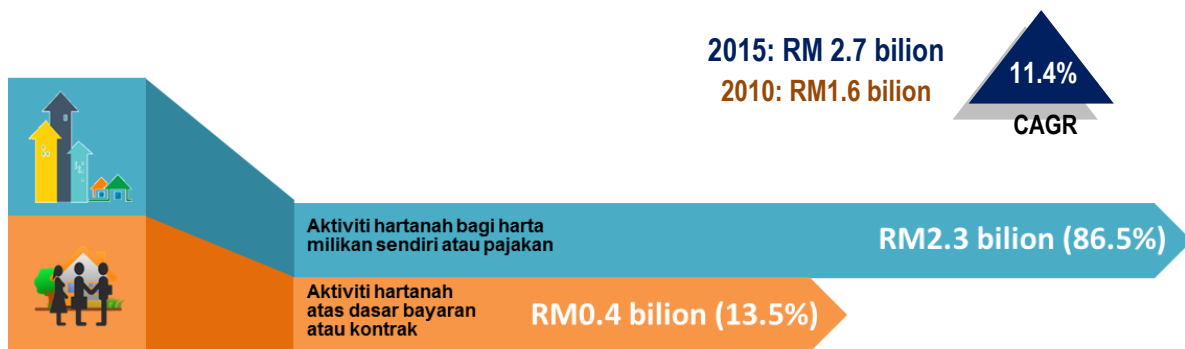 2015: RM 2.7 bilion
2010: RM1.6 bilion
11.4%
CAGR
Aktiviti hartanah bagi harta
milikan sendiri atau pajakan
RM2.3 bilion (86.5%)
Aktiviti hartanah
atas dasar bayaran
atau kontrak
RM0.4 bilion (13.5%)